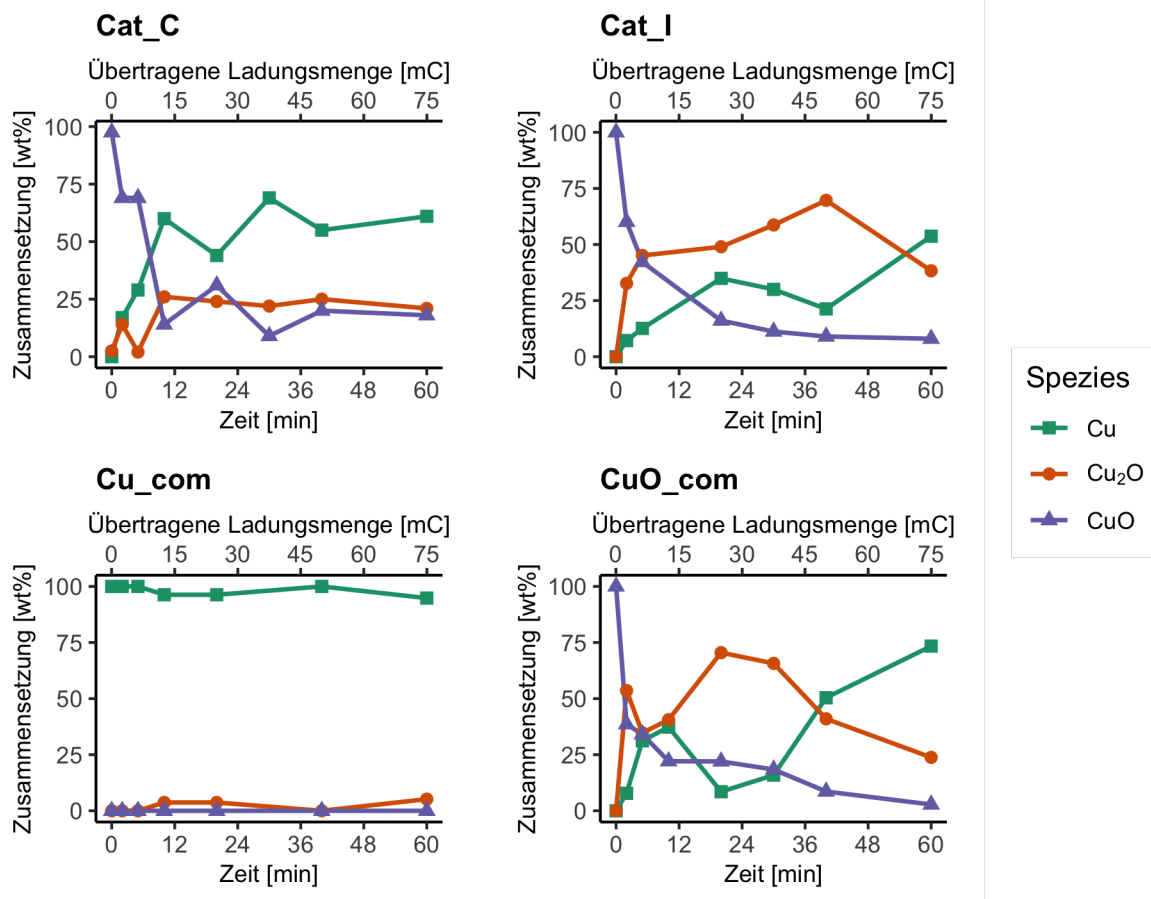 Cat_C
Übertragene Ladungsmenge [mC]
0 15 30 45 60 75
Zusammensetzung [wt%]
100
75
50
25
0
0 12 24 36 48 60
Zeit [min]
Cat_I
Übertragene Ladungsmenge [mC]
0 15 30 45 60 75
Zusammensetzung [wt%]
100
75
50
25
0
0 12 24 36 48 60
Zeit [min]
Cu_com
Übertragene Ladungsmenge [mC]
0 15 30 45 60 75
Zusammensetzung [wt%]
100
75
50
25
0
0 12 24 36 48 60
Zeit [min]
CuO_com
Übertragene Ladungsmenge [mC]
0 15 30 45 60 75
Zusammensetzung [wt%]
100
75
50
25
0
0 12 24 36 48 60
Zeit [min]
Spezies
Cu
Cu₂O
CuO